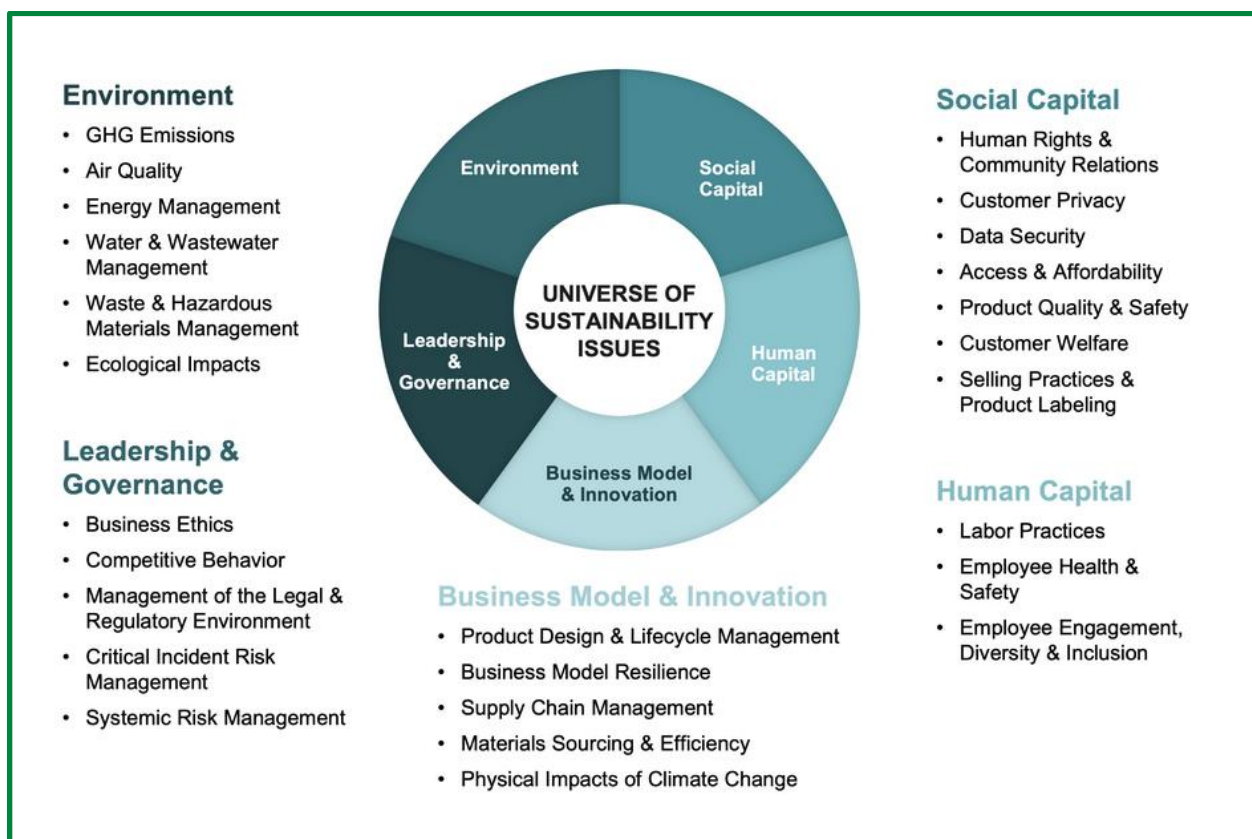 Environment
• GHG Emissions
• Air Quality
• Energy Management
• Water & Wastewater
Management
• Waste & Hazardous
Materials Management
• Ecological Impacts
Leadership &
Governance
• Business Ethics
• Competitive Behavior
• Management of the Legal &
Regulatory Environment
• Critical Incident Risk
Management
• Systemic Risk Management
Environment
Social
Capital
UNIVERSE OF
SUSTAINABILITY
ISSUES
Leadership
&
Governance
Human
Capital
Business Model
& Innovation
Business Model & Innovation
• Product Design & Lifecycle Management
• Business Model Resilience
• Supply Chain Management
• Materials Sourcing & Efficiency
• Physical Impacts of Climate Change
Social Capital
• Human Rights &
Community Relations
• Customer Privacy
• Data Security
• Access & Affordability
• Product Quality & Safety
• Customer Welfare
• Selling Practices &
Product Labeling
Human Capital
• Labor Practices
• Employee Health &
Safety
• Employee Engagement,
Diversity & Inclusion